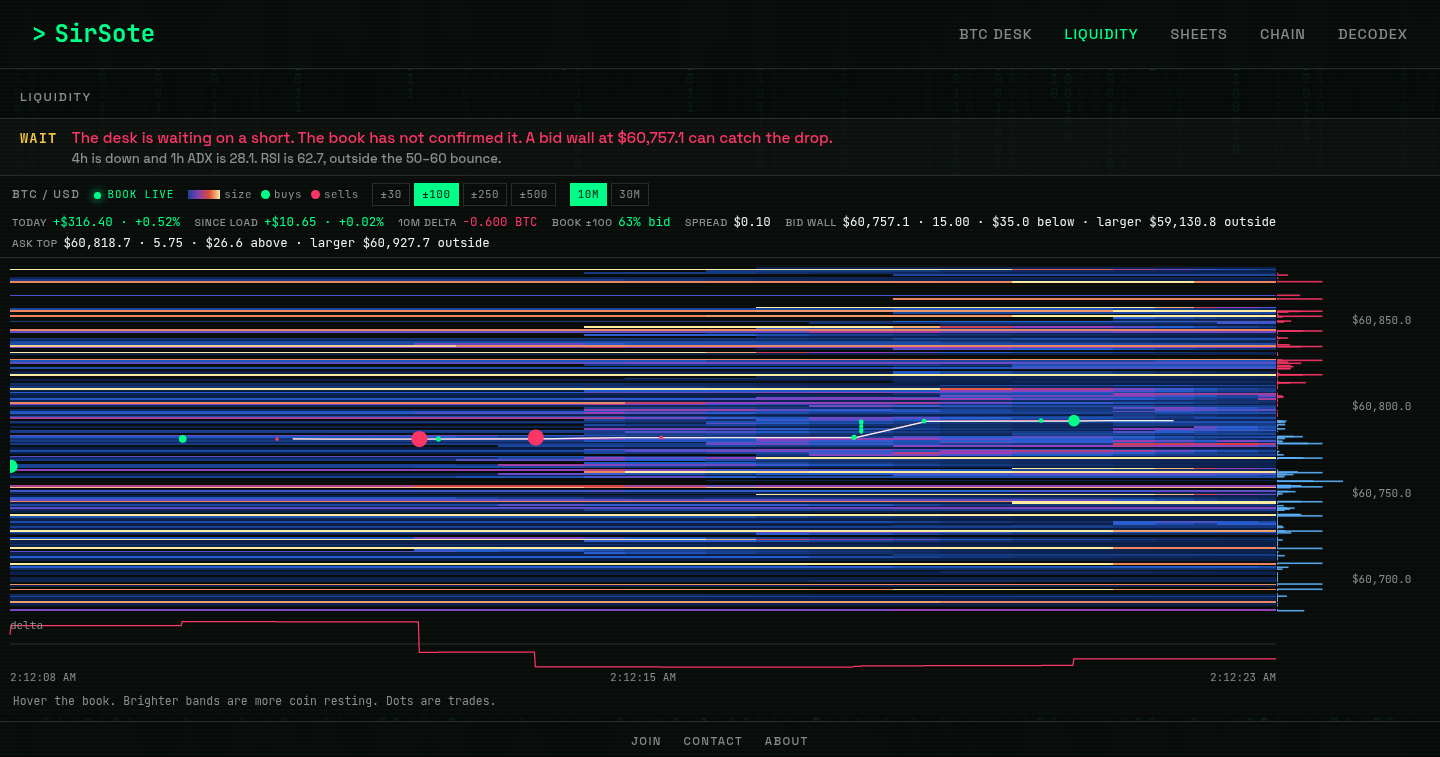 > SirSote
BTC DESK LIQUIDITY SHEETS CHAIN DECODEX
LIQUIDITY
WAIT The desk is waiting on a short. The book has not confirmed it. A bid wall at $60,757.1 can catch the drop.
4h is down and 1h ADX is 28.1. RSI is 62.7, outside the 50–60 bounce.
BTC / USD BOOK LIVE size buys sells ±30 ±100 ±250 ±500 10M 30M
TODAY +$316.40 · +0.52% SINCE LOAD +$10.65 · +0.02% 10M DELTA -0.600 BTC BOOK ±100 63% bid SPREAD $0.10 BID WALL $60,757.1 · 15.00 · $35.0 below · larger $59,130.8 outside
ASK TOP $60,818.7 · 5.75 · $26.6 above · larger $60,927.7 outside
$60,850.0
$60,800.0
$60,750.0
$60,700.0
delta
2:12:08 AM 2:12:15 AM 2:12:23 AM
Hover the book. Brighter bands are more coin resting. Dots are trades.
JOIN CONTACT ABOUT